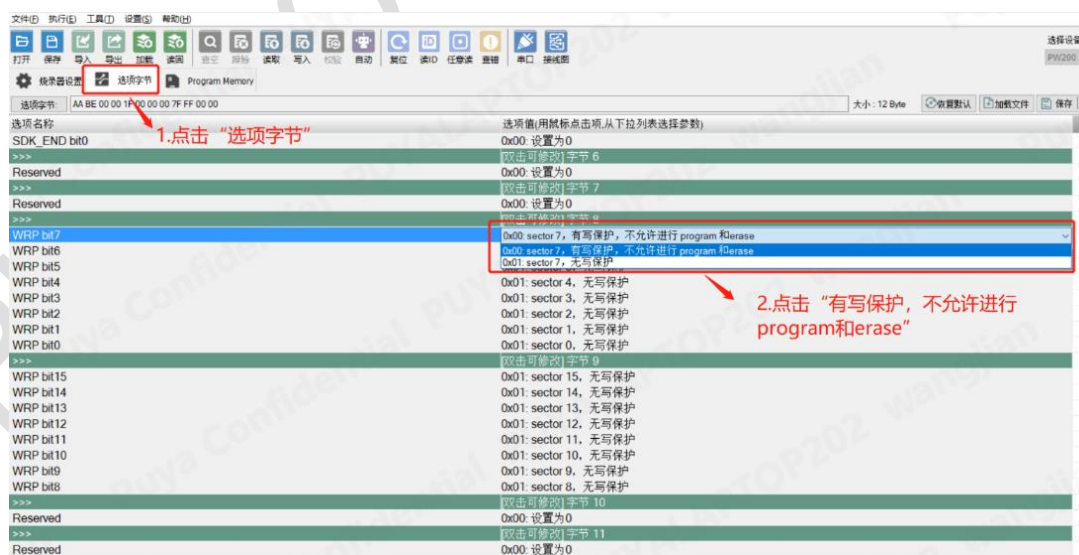 文件(F) 执行(E) 工具(T) 设置(S) 帮助(H)
打开 保存 导入 导出 加载 读回 查空 擦除 读取 写入 校验 自动 复位 读ID 任意读 查错 串口 接线图
选择设备
PW200
烧录器设置 选项字节 Program Memory
选项字节: AA BE 00 00 1F 00 00 00 7F FF 00 00 大小: 12 Byte 恢复默认 加载文件 保存
选项名称 选项值(用鼠标点击项,从下拉列表选择参数)
1.点击“选项字节”
SDK_END bit0 0x00: 设置为0
>>> [双击可修改] 字节 6
Reserved 0x00: 设置为0
>>> [双击可修改] 字节 7
Reserved 0x00: 设置为0
>>> [双击可修改] 字节 8
WRP bit7 0x00: sector 7，有写保护，不允许进行 program 和erase
WRP bit6 0x00: sector 7，有写保护，不允许进行 program 和erase
WRP bit5 0x01: sector 7，无写保护
WRP bit4 0x01: sector 4，无写保护
WRP bit3 0x01: sector 3，无写保护
WRP bit2 0x01: sector 2，无写保护
WRP bit1 0x01: sector 1，无写保护
WRP bit0 0x01: sector 0，无写保护
2.点击“有写保护，不允许进行
program和erase”
>>> [双击可修改] 字节 9
WRP bit15 0x01: sector 15，无写保护
WRP bit14 0x01: sector 14，无写保护
WRP bit13 0x01: sector 13，无写保护
WRP bit12 0x01: sector 12，无写保护
WRP bit11 0x01: sector 11，无写保护
WRP bit10 0x01: sector 10，无写保护
WRP bit9 0x01: sector 9，无写保护
WRP bit8 0x01: sector 8，无写保护
>>> [双击可修改] 字节 10
Reserved 0x00: 设置为0
>>> [双击可修改] 字节 11
Reserved 0x00: 设置为0
Puya Confidential PUYALAPTOP202 wangjian